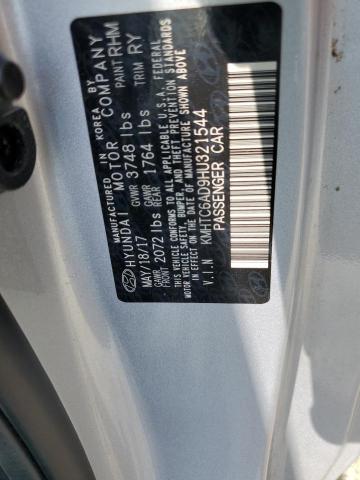 MANUFACTURED IN KOREA BY
HYUNDAI MOTOR COMPANY
MAY/18/17 GVWR 3748 lbs PAINT RHM
GAWR FRONT 2072 lbs GAWR REAR 1764 lbs TRIM RY
THIS VEHICLE CONFORMS TO ALL APPLICABLE U.S.A. FEDERAL
MOTOR VEHICLE SAFETY, BUMPER, AND THEFT PREVENTION STANDARDS
IN EFFECT ON THE DATE OF MANUFACTURE SHOWN ABOVE
V.I.N KMHTCGAD9HU321544
PASSENGER CAR